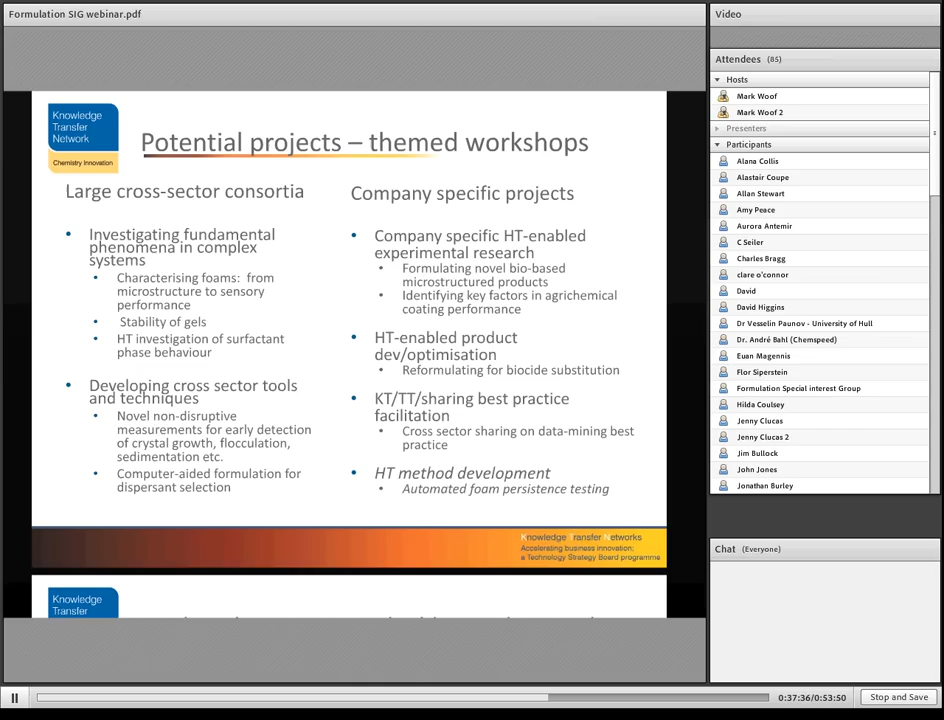 Formulation SIG webinar.pdf
Knowledge
Transfer
Network
Chemistry Innovation
Potential projects – themed workshops
Large cross-sector consortia
• Investigating fundamental
phenomena in complex
systems
• Characterising foams: from
microstructure to sensory
performance
• Stability of gels
• HT investigation of surfactant
phase behaviour
• Developing cross sector tools
and techniques
• Novel non-disruptive
measurements for early detection
of crystal growth, flocculation,
sedimentation etc.
• Computer-aided formulation for
dispersant selection
Company specific projects
• Company specific HT-enabled
experimental research
• Formulating novel bio-based
microstructured products
• Identifying key factors in agrichemical
coating performance
• HT-enabled product
dev/optimisation
• Reformulating for biocide substitution
• KT/TT/sharing best practice
facilitation
• Cross sector sharing on data-mining best
practice
• HT method development
• Automated foam persistence testing
Knowledge Transfer Networks
Accelerating business innovation;
a Technology Strategy Board programme
Knowledge
Transfer
Video
Attendees (85)
Hosts
Mark Woof
Mark Woof 2
Presenters
Participants
Alana Collis
Alastair Coupe
Allan Stewart
Amy Peace
Aurora Antemir
C Seiler
Charles Bragg
clare o'connor
David
David Higgins
Dr Vesselin Paunov - University of Hull
Dr. André Bahl (Chemspeed)
Euan Magennis
Flor Siperstein
Formulation Special interest Group
Hilda Coulsey
Jenny Clucas
Jenny Clucas 2
Jim Bullock
John Jones
Jonathan Burley
Chat (Everyone)
0:37:36/0:53:50
Stop and Save